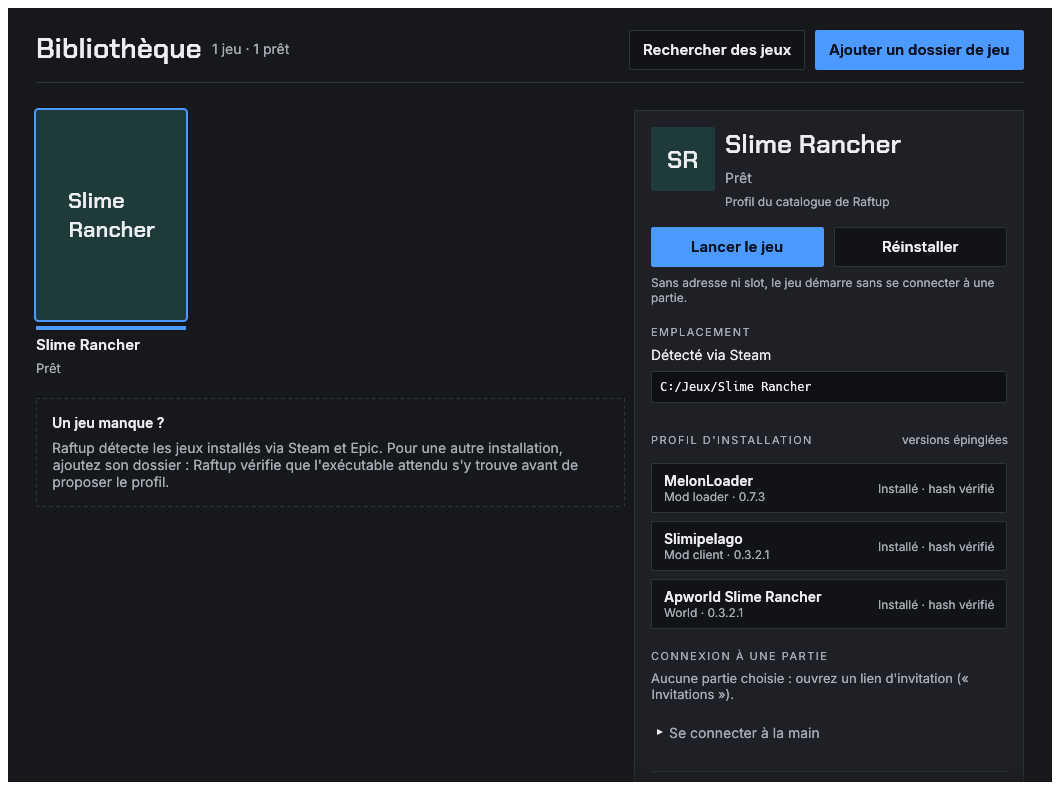 Bibliothèque 1 jeu · 1 prêt
Rechercher des jeux
Ajouter un dossier de jeu
Slime
Rancher
Slime Rancher
Prêt
Un jeu manque ?
Raftup détecte les jeux installés via Steam et Epic. Pour une autre installation,
ajoutez son dossier : Raftup vérifie que l'exécutable attendu s'y trouve avant de
proposer le profil.
SR
Slime Rancher
Prêt
Profil du catalogue de Raftup
Lancer le jeu
Réinstaller
Sans adresse ni slot, le jeu démarre sans se connecter à une
partie.
EMPLACEMENT
Détecté via Steam
C:/Jeux/Slime Rancher
PROFIL D'INSTALLATION
versions épinglées
MelonLoader
Mod loader · 0.7.3
Installé · hash vérifié
Slimipelago
Mod client · 0.3.2.1
Installé · hash vérifié
Apworld Slime Rancher
World · 0.3.2.1
Installé · hash vérifié
CONNEXION À UNE PARTIE
Aucune partie choisie : ouvrez un lien d'invitation («
Invitations »).
Se connecter à la main